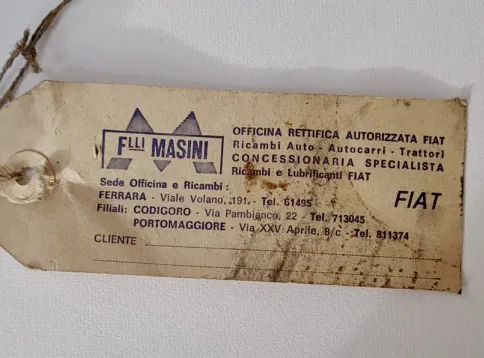 Flli MASINI
OFFICINA RETTIFICA AUTORIZZATA FIAT
Ricambi Auto - Autocarri - Trattori
CONCESSIONARIA SPECIALISTA
Ricambi e Lubrificanti FIAT
FIAT
Sede Officina e Ricambi :
FERRARA - Viale Volano, 191 - Tel. 61495
Filiali: CODIGORO - Via Pambianco, 22 - Tel. 713045
PORTOMAGGIORE - Via XXV Aprile, 8/c - Tel. 811374
CLIENTE